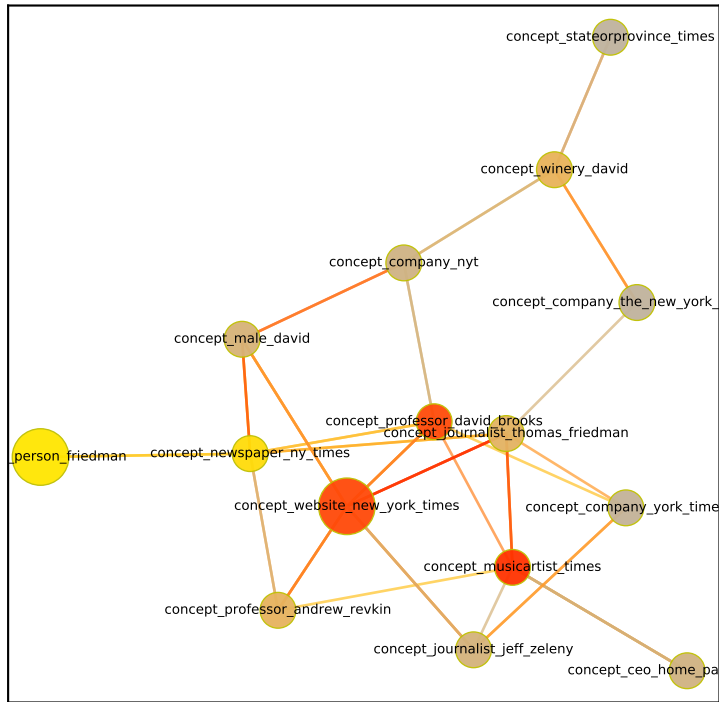 concept_stateorprovince_times
concept_winery_david
concept_company_nyt
concept_company_the_new_york_
concept_male_david
concept_professor_david_brooks
concept_journalist_thomas_friedman
concept_newspaper_ny_times
_person_friedman
concept_website_new_york_times
concept_company_york_time
concept_musicartist_times
concept_professor_andrew_revkin
concept_journalist_jeff_zeleny
concept_ceo_home_pa